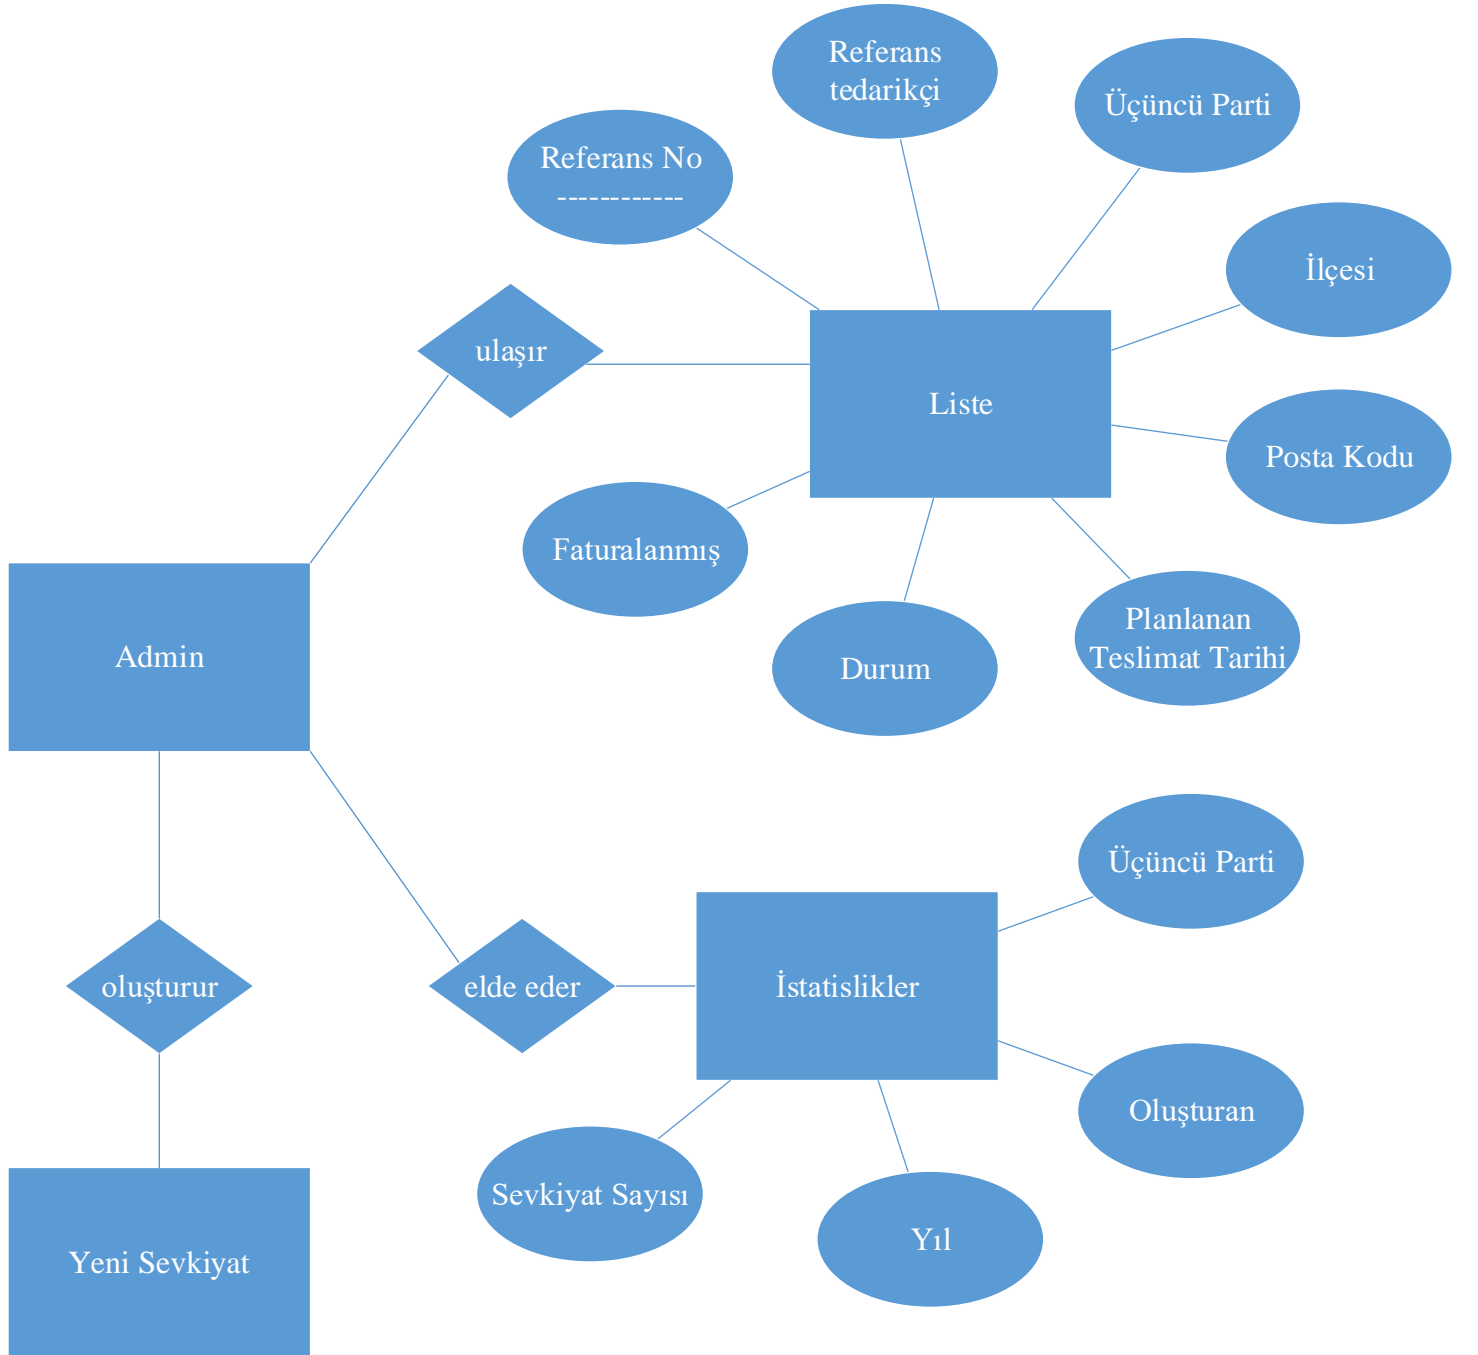 Referans
tedarikçi
Üçüncü Parti
Referans No
------------
İlçesi
ulaşır
Liste
Posta Kodu
Faturalanmış
Planlanan
Teslimat Tarihi
Durum
Admin
Üçüncü Parti
oluşturur
elde eder
İstatislikler
Oluşturan
Sevkiyat Sayısı
Yıl
Yeni Sevkiyat